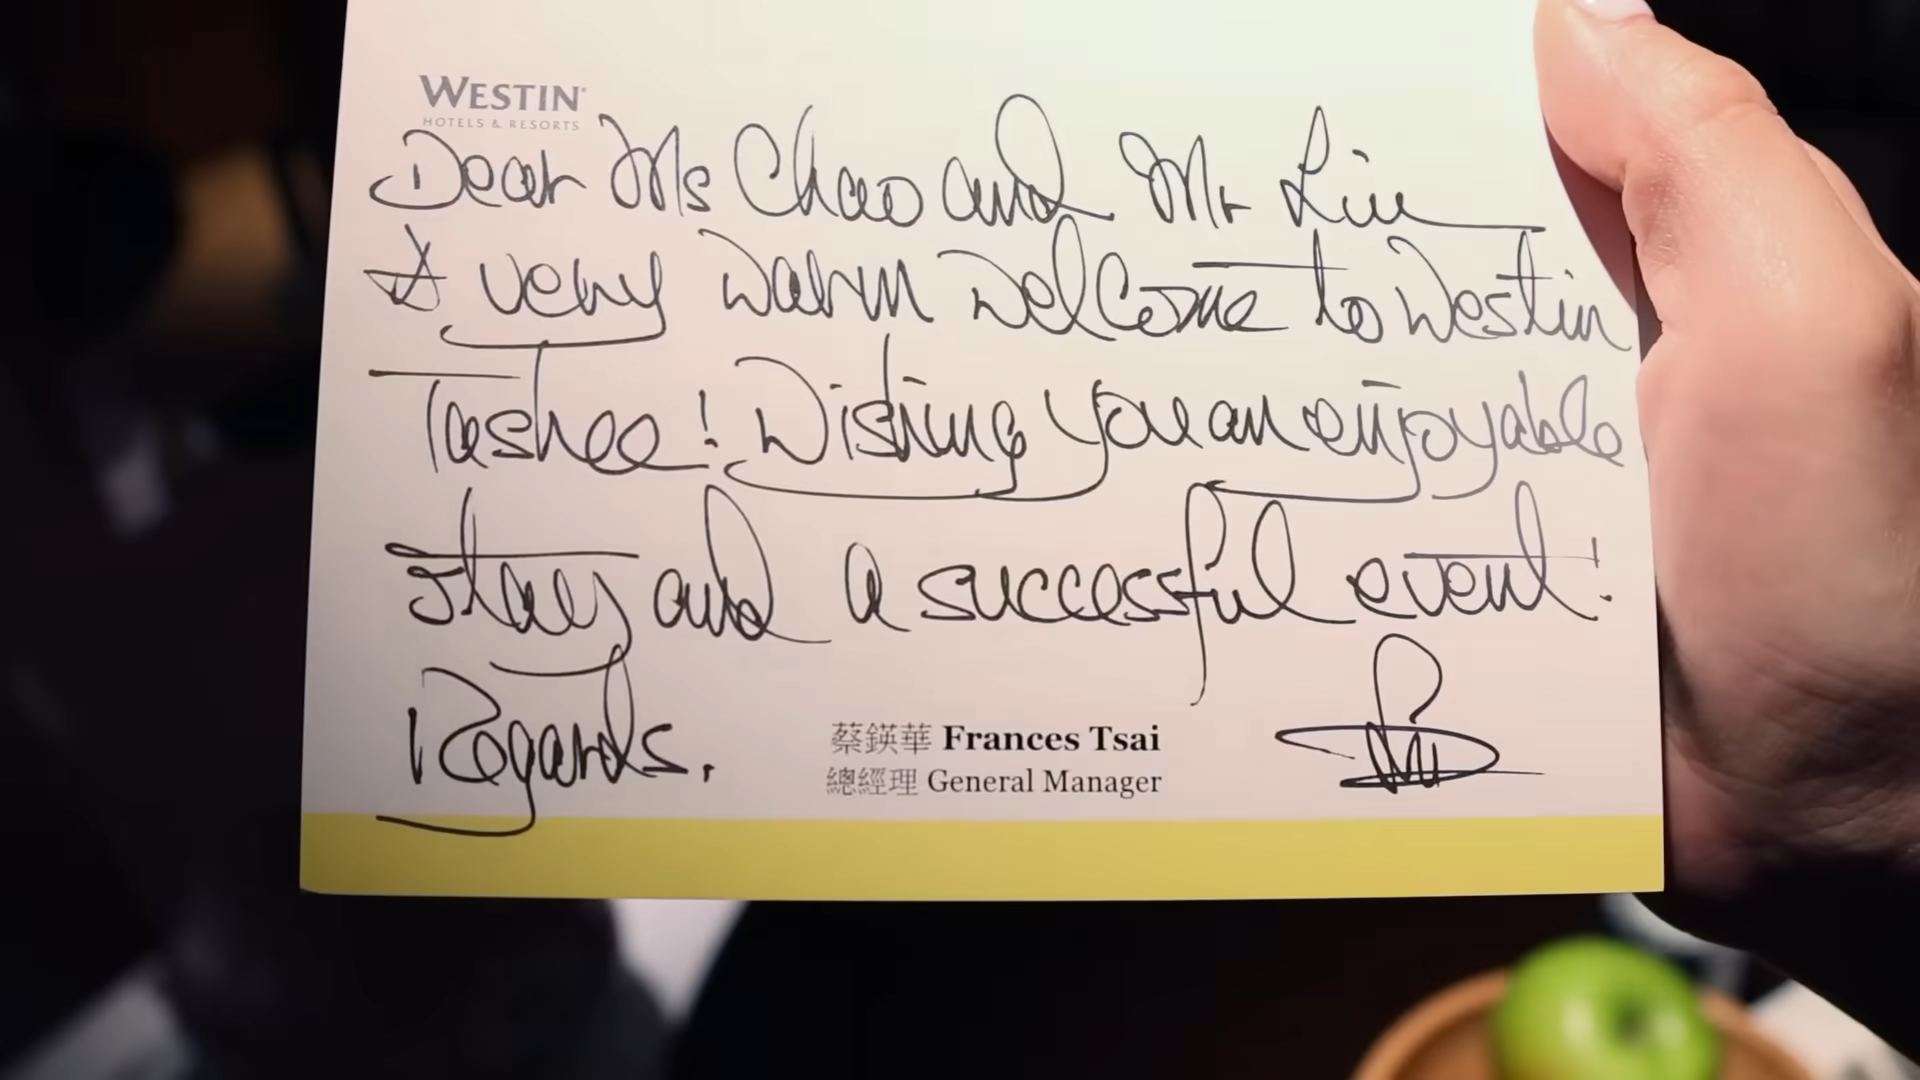 WESTIN
HOTELS & RESORTS
Dear Ms Chao and Mr Liu
A very warm welcome to Westin
Tashee! Wishing you an enjoyable
stay and a successful event!
Regards.
蔡鍈華 Frances Tsai
總經理 General Manager